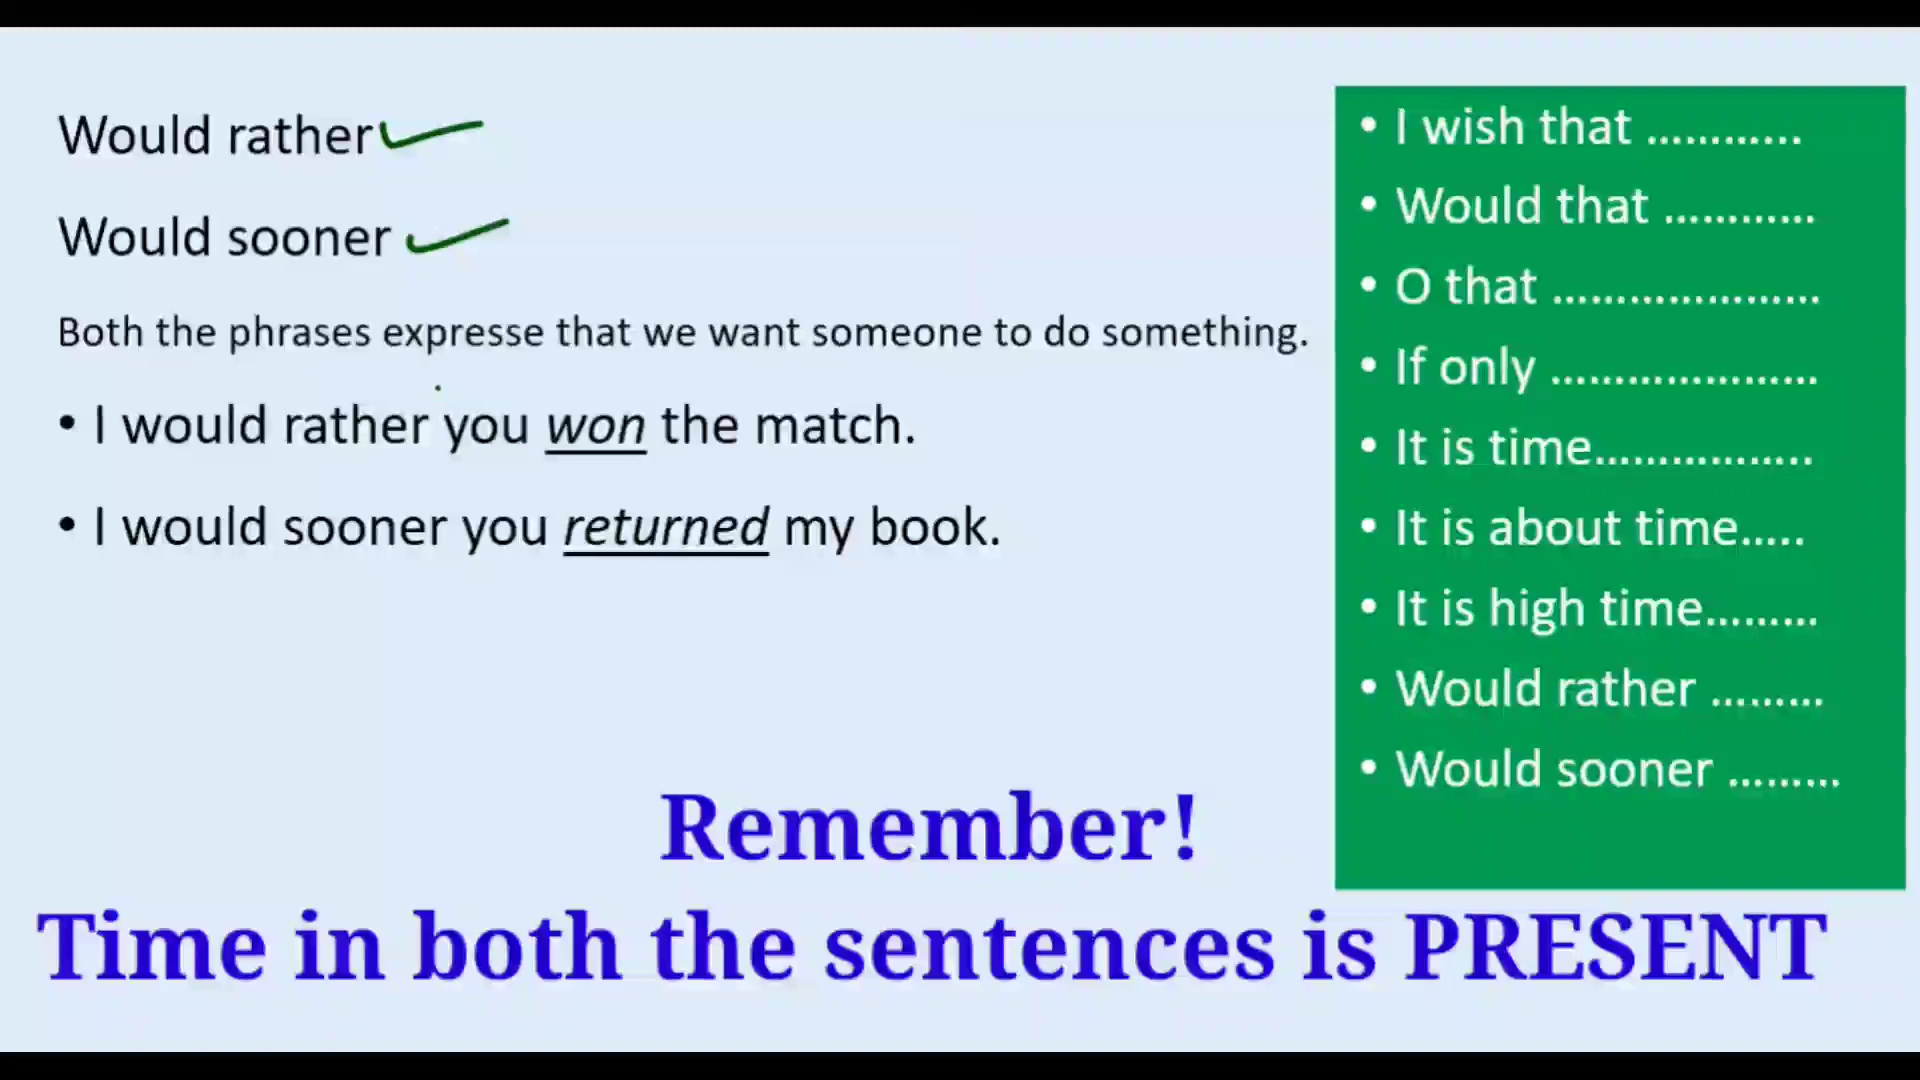 Would rather
Would sooner
Both the phrases expresse that we want someone to do something.
• I would rather you won the match.
• I would sooner you returned my book.
• I wish that …………
• Would that …………
• O that …………………
• If only …………………
• It is time……………..
• It is about time…..
• It is high time………
• Would rather ………
• Would sooner ………
Remember!
Time in both the sentences is PRESENT